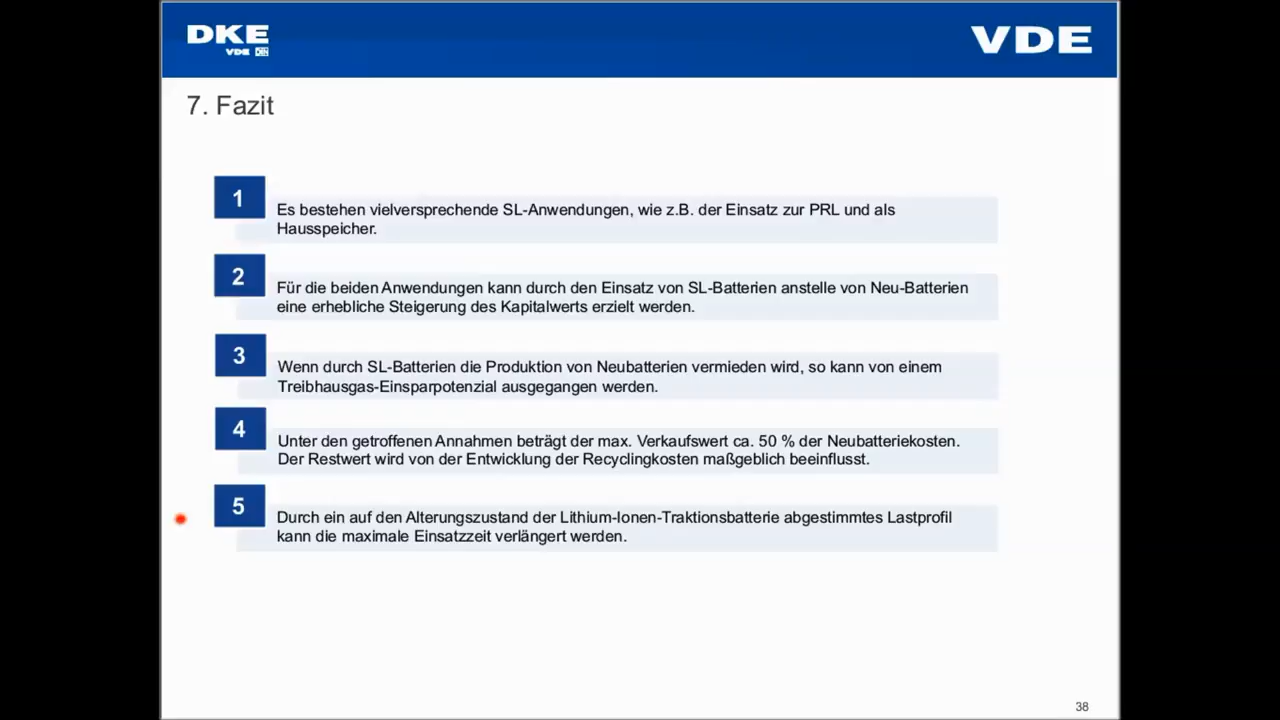 DKE
VDE DIN
VDE
7. Fazit
1
Es bestehen vielversprechende SL-Anwendungen, wie z.B. der Einsatz zur PRL und als
Hausspeicher.
2
Für die beiden Anwendungen kann durch den Einsatz von SL-Batterien anstelle von Neu-Batterien
eine erhebliche Steigerung des Kapitalwerts erzielt werden.
3
Wenn durch SL-Batterien die Produktion von Neubatterien vermieden wird, so kann von einem
Treibhausgas-Einsparpotenzial ausgegangen werden.
4
Unter den getroffenen Annahmen beträgt der max. Verkaufswert ca. 50 % der Neubatteriekosten.
Der Restwert wird von der Entwicklung der Recyclingkosten maßgeblich beeinflusst.
5
Durch ein auf den Alterungszustand der Lithium-Ionen-Traktionsbatterie abgestimmtes Lastprofil
kann die maximale Einsatzzeit verlängert werden.
38